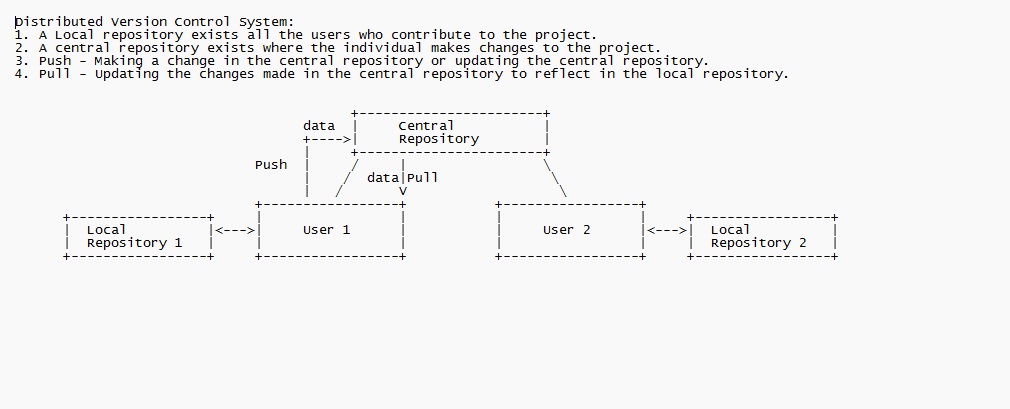 Distributed Version Control System:
1. A Local repository exists all the users who contribute to the project.
2. A central repository exists where the individual makes changes to the project.
3. Push - Making a change in the central repository or updating the central repository.
4. Pull - Updating the changes made in the central repository to reflect in the local repository.
data
Central
Repository
Push
data Pull
Local
Repository 1
User 1
User 2
Local
Repository 2